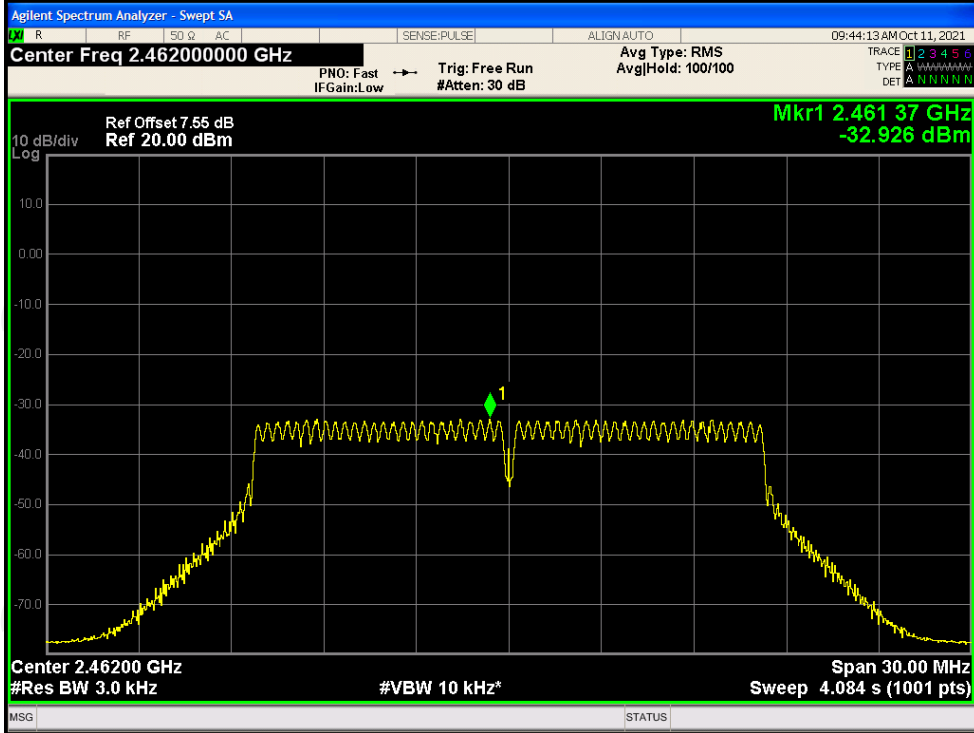 Agilent Spectrum Analyzer - Swept SA
LXI R RF 50 Ω AC SENSE:PULSE ALIGN AUTO 09:44:13 AM Oct 11, 2021
Center Freq 2.462000000 GHz
PNO: Fast
IFGain:Low
Trig: Free Run
#Atten: 30 dB
Avg Type: RMS
Avg|Hold: 100/100
TRACE 1 2 3 4 5 6
TYPE A WWWWW
DET A N N N N N
Mkr1 2.461 37 GHz
-32.926 dBm
Ref Offset 7.55 dB
10 dB/div Ref 20.00 dBm
Log
10.0
0.00
-10.0
-20.0
-30.0
1
-40.0
-50.0
-60.0
-70.0
Center 2.46200 GHz Span 30.00 MHz
#Res BW 3.0 kHz #VBW 10 kHz* Sweep 4.084 s (1001 pts)
MSG STATUS